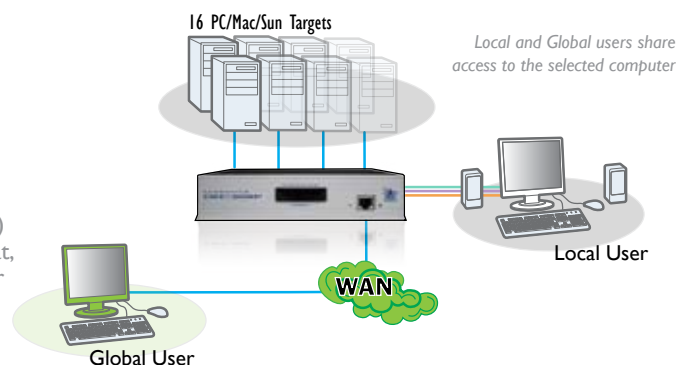 16 PC/Mac/Sun Targets
Local and Global users share
access to the selected computer
)
t,
r
Local User
WAN
Global User